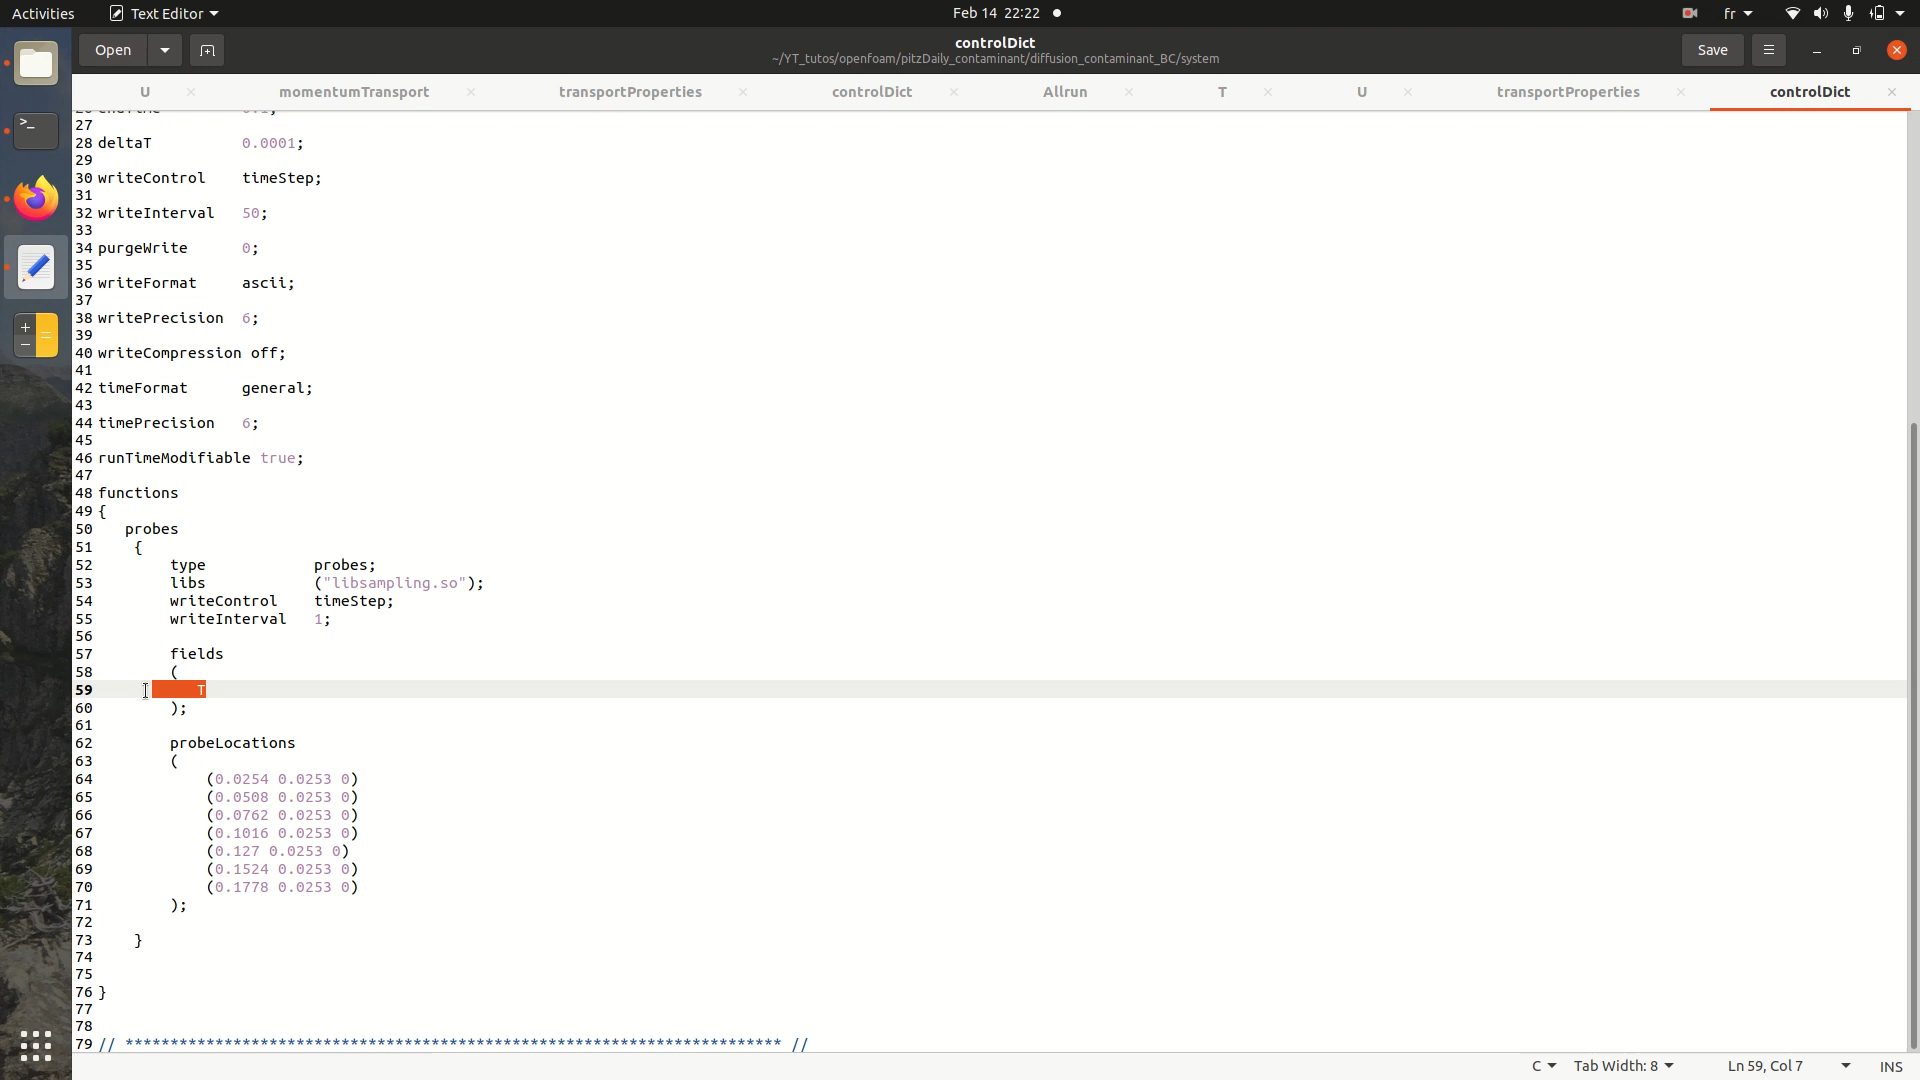 Activities Text Editor Feb 14 22:22 fr
Open controlDict Save
~/YT_tutos/openfoam/pitzDaily_contaminant/diffusion_contaminant_BC/system
U momentumTransport transportProperties controlDict Allrun T U transportProperties controlDict
27
28 deltaT 0.0001;
29
30 writeControl timeStep;
31
32 writeInterval 50;
33
34 purgeWrite 0;
35
36 writeFormat ascii;
37
38 writePrecision 6;
39
40 writeCompression off;
41
42 timeFormat general;
43
44 timePrecision 6;
45
46 runTimeModifiable true;
47
48 functions
49 {
50 probes
51 {
52 type probes;
53 libs ("libsampling.so");
54 writeControl timeStep;
55 writeInterval 1;
56
57 fields
58 (
59 T
60 );
61
62 probeLocations
63 (
64 (0.0254 0.0253 0)
65 (0.0508 0.0253 0)
66 (0.0762 0.0253 0)
67 (0.1016 0.0253 0)
68 (0.127 0.0253 0)
69 (0.1524 0.0253 0)
70 (0.1778 0.0253 0)
71 );
72
73 }
74
75
76 }
77
78
79 // ************************************************************************* //
C Tab Width: 8 Ln 59, Col 7 INS